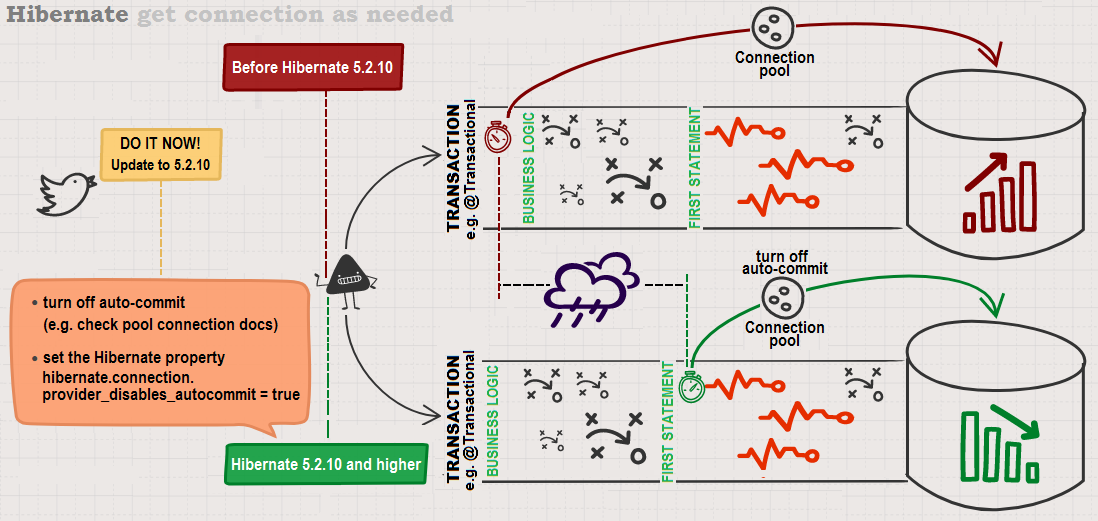 Hibernate get connection as needed
Before Hibernate 5.2.10
DO IT NOW!
Update to 5.2.10
• turn off auto-commit
(e.g. check pool connection docs)
• set the Hibernate property
hibernate.connection.
provider_disables_autocommit = true
Hibernate 5.2.10 and higher
TRANSACTION
e.g. @Transactional
BUSINESS LOGIC
FIRST STATEMENT
Connection
pool
turn off
auto-commit
Connection
pool
TRANSACTION
e.g. @Transactional
BUSINESS LOGIC
FIRST STATEMENT